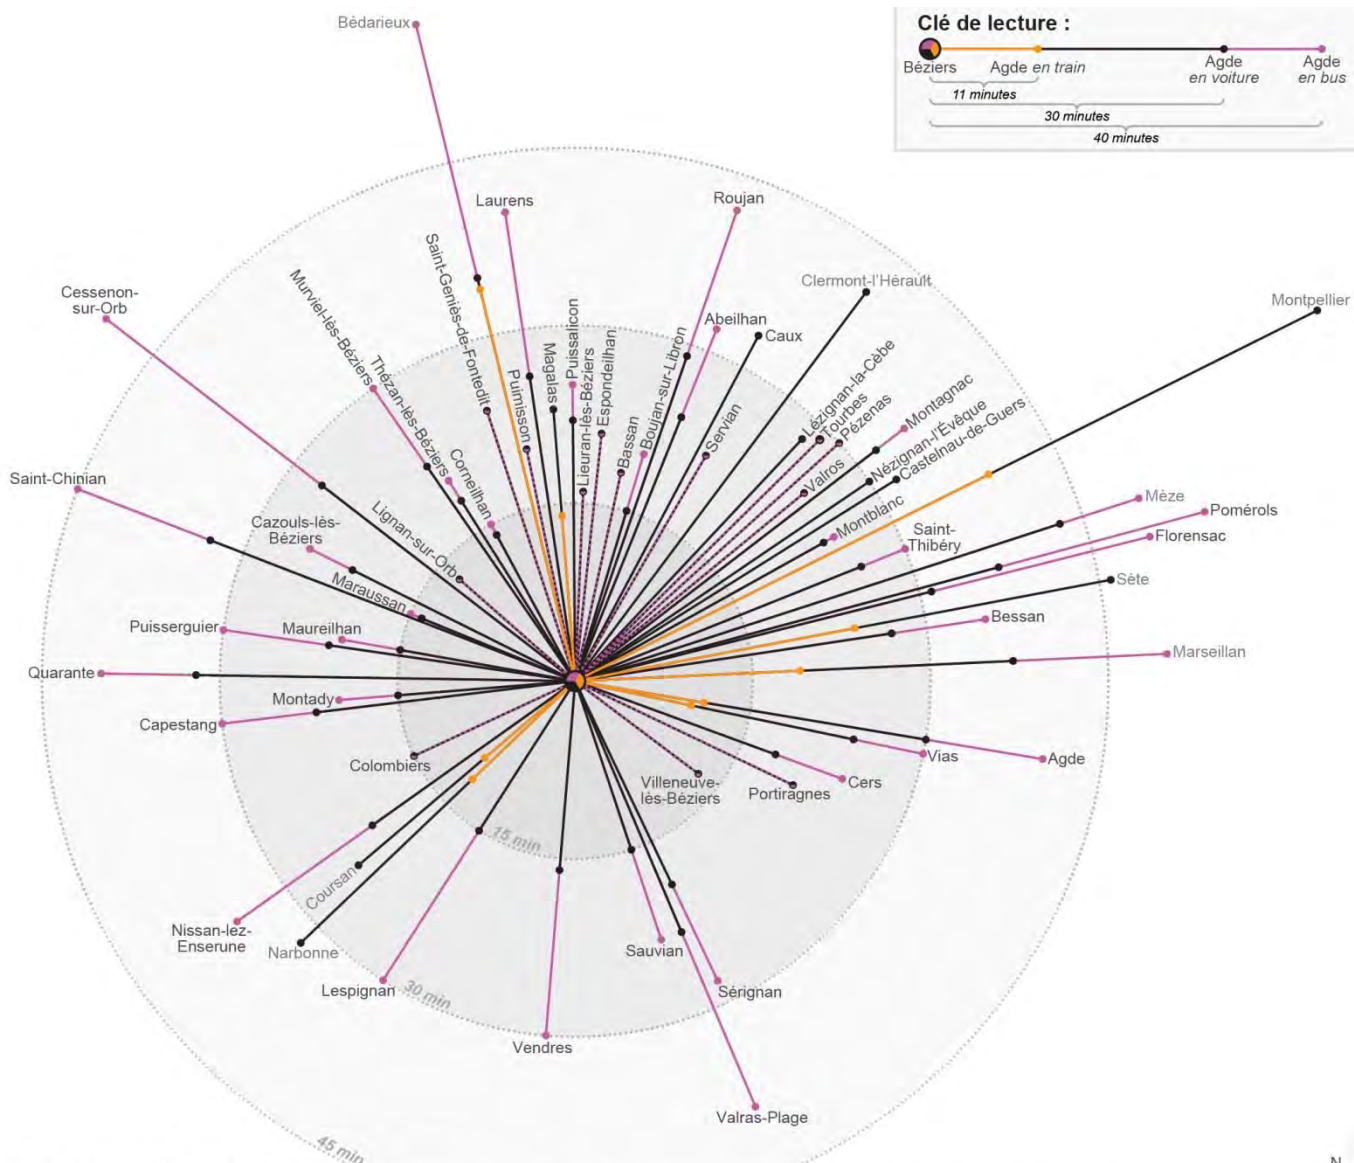 Clé de lecture :
Béziers
Agde en train
Agde
en voiture
Agde
en bus
11 minutes
30 minutes
40 minutes
Bédarieux
Laurens
Roujan
Cessenon-
sur-Orb
Murviel-lès-Béziers
Thézan-lès-Béziers
Corneilhan
Saint-Geniès-de-Fontedit
Puimisson
Magalas
Puissalicon
Lieuran-lès-Béziers
Espondeilhan
Bassan
Boujan-sur-Libron
Abeilhan
Caux
Servian
Clermont-l'Hérault
Montpellier
Lézignan-la-Cèbe
Tourbes
Pézenas
Valros
Montagnac
Nézignan-l'Évêque
Castelnau-de-Guers
Montblanc
Saint-
Thibéry
Mèze
Pomérols
Florensac
Sète
Bessan
Marseillan
Saint-Chinian
Cazouls-lès-
Béziers
Lignan-sur-Orb
Maraussan
Puisserguier
Maureilhan
Quarante
Montady
Capestang
Colombiers
Villeneuve-
lès-Béziers
Portiragnes
Cers
Vias
Agde
15 min
Coursan
Nissan-lez-
Enserune
Narbonne
Lespignan
30 min
Sauvian
Sérignan
Vendres
Valras-Plage
45 min
N